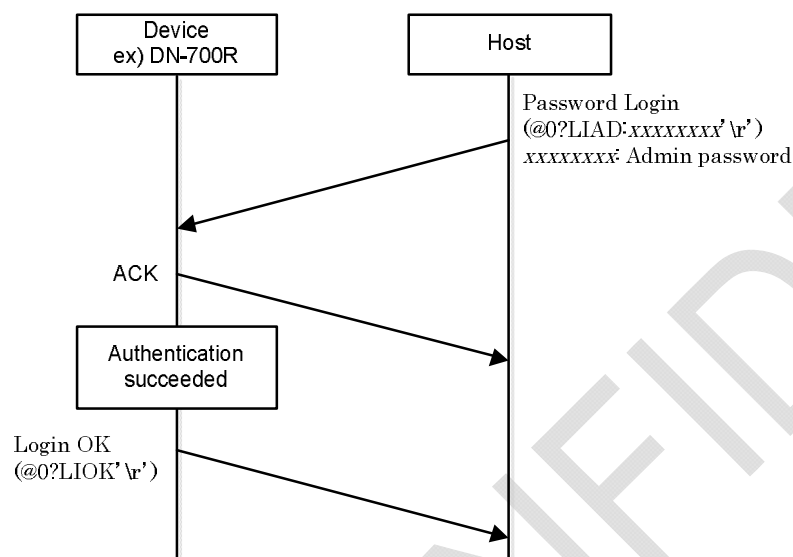 Device
ex) DN-700R
Host
Password Login
(@0?LIAD:xxxxxxxx’\r’)
xxxxxxxx: Admin password
ACK
Authentication
succeeded
Login OK
(@0?LIOK’\r’)